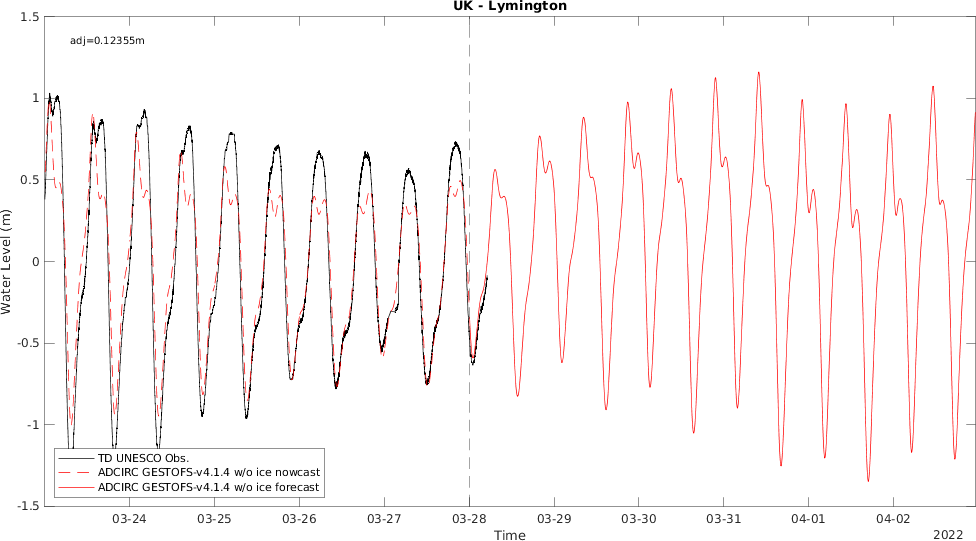 UK - Lymington
adj=0.12355m
Water Level (m)
1.5
1
0.5
0
-0.5
-1
-1.5
TD UNESCO Obs.
ADCIRC GESTOFS-v4.1.4 w/o ice nowcast
ADCIRC GESTOFS-v4.1.4 w/o ice forecast
03-24 03-25 03-26 03-27 03-28 03-29 03-30 03-31 04-01 04-02
Time
2022